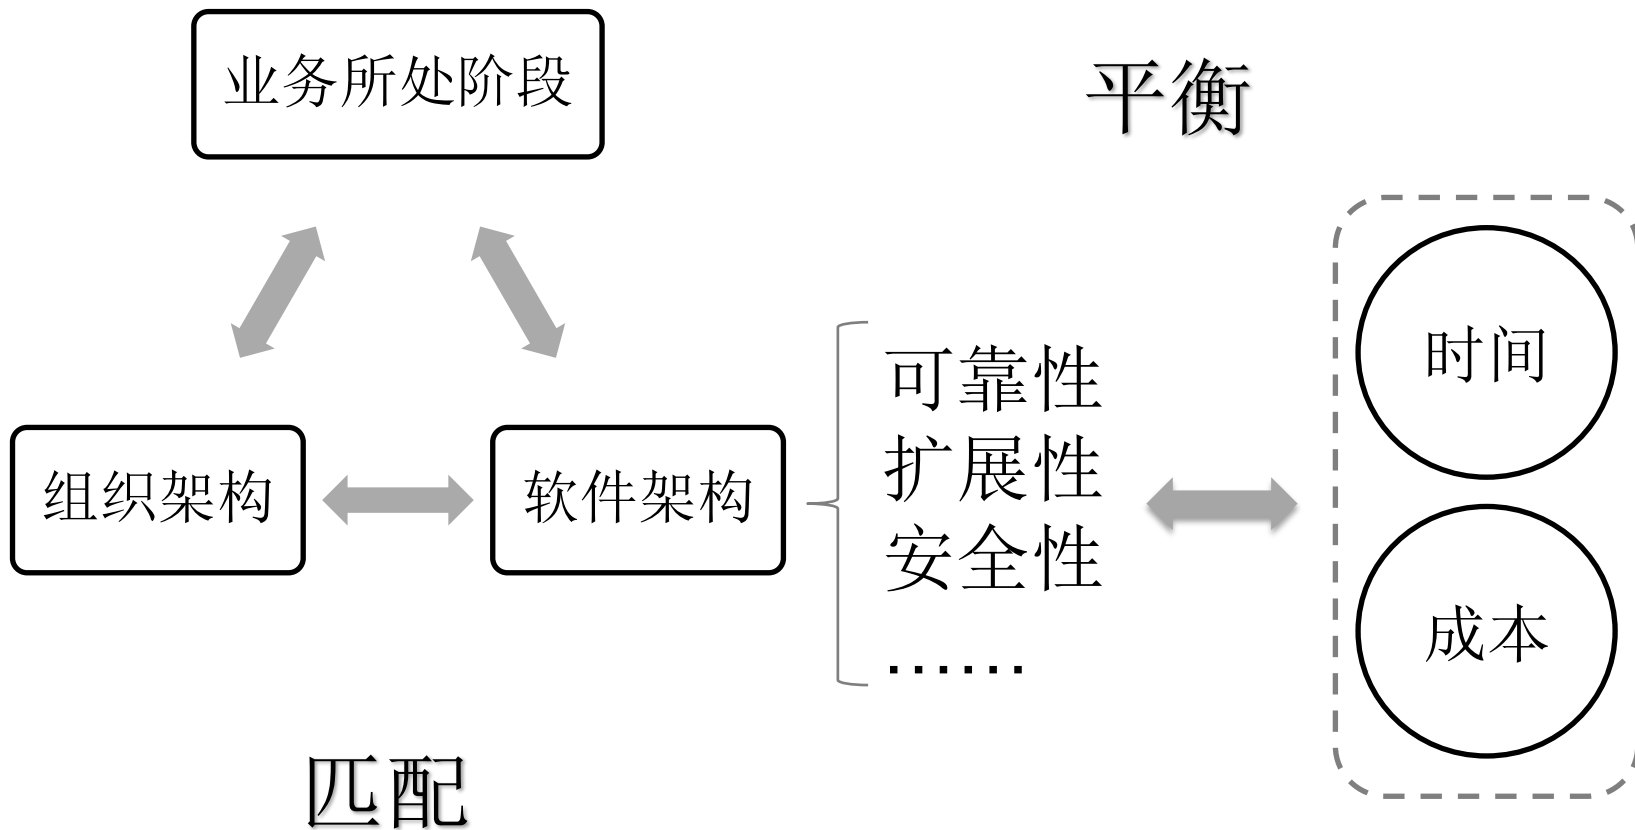 业务所处阶段
平衡
组织架构
软件架构
可靠性
扩展性
安全性
......
时间
成本
匹配